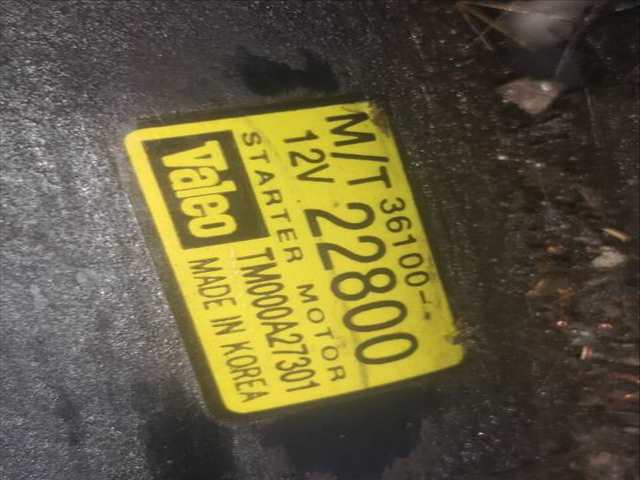 M/T 36100-
12V 22800
STARTER MOTOR
Valeo TM000A27301
MADE IN KOREA